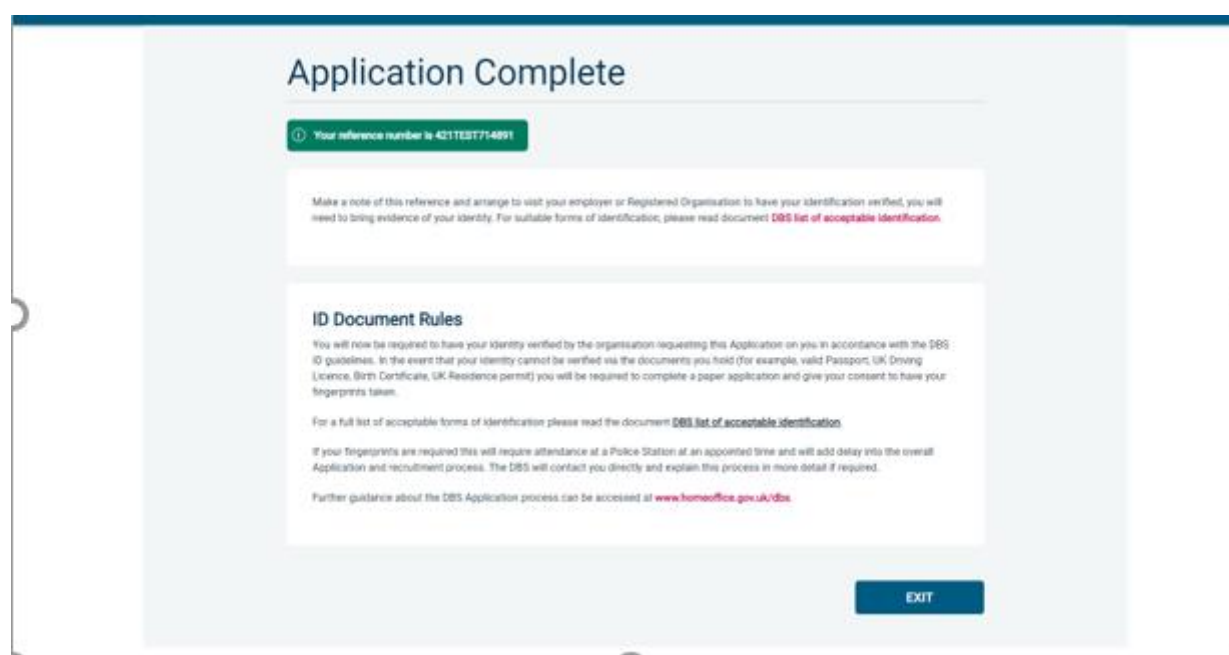 Application Complete
Your reference number is 421TEST714891
Make a note of this reference and arrange to visit your employer or Registered Organisation to have your identification verified, you will
need to bring evidence of your identity. For suitable forms of identification, please read document DBS list of acceptable identification.
ID Document Rules
You will now be required to have your identity verified by the organisation requesting this Application on you in accordance with the DBS
ID guidelines. In the event that your identity cannot be verified via the documents you hold (for example, valid Passport, UK Driving
Licence, Birth Certificate, UK Residence permit) you will be required to complete a paper application and give your consent to have your
fingerprints taken.
For a full list of acceptable forms of identification please read the document DBS list of acceptable identification.
If your fingerprints are required this will require attendance at a Police Station at an appointed time and will add delay into the overall
Application and recruitment process. The DBS will contact you directly and explain this process in more detail if required.
Further guidance about the DBS Application process can be accessed at www.homeoffice.gov.uk/dbs.
EXIT